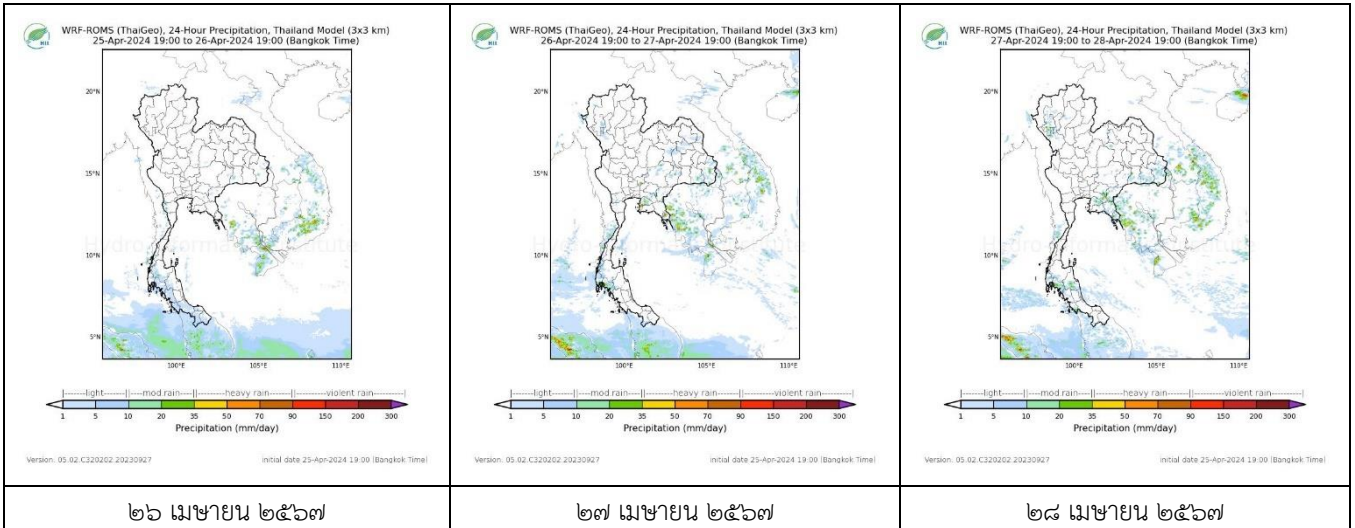 WRF-ROMS (ThaiGeo), 24-Hour Precipitation, Thailand Model (3x3 km)
25-Apr-2024 19:00 to 26-Apr-2024 19:00 (Bangkok Time)
HII
20°N
15°N
10°N
5°N
100°E 105°E 110°E
Hydro Informatics Institute
light mod rain heavy rain violent rain
1 5 10 20 35 50 70 90 150 200 300
Precipitation (mm/day)
Version: 05.02.C320202.20230927 initial date 25-Apr-2024 19:00 (Bangkok Time)
๒๖ เมษายน ๒๕๖๗
WRF-ROMS (ThaiGeo), 24-Hour Precipitation, Thailand Model (3x3 km)
26-Apr-2024 19:00 to 27-Apr-2024 19:00 (Bangkok Time)
HII
20°N
15°N
10°N
5°N
100°E 105°E 110°E
Hydro Informatics Institute
light mod rain heavy rain violent rain
1 5 10 20 35 50 70 90 150 200 300
Precipitation (mm/day)
Version: 05.02.C320202.20230927 initial date 25-Apr-2024 19:00 (Bangkok Time)
๒๗ เมษายน ๒๕๖๗
WRF-ROMS (ThaiGeo), 24-Hour Precipitation, Thailand Model (3x3 km)
27-Apr-2024 19:00 to 28-Apr-2024 19:00 (Bangkok Time)
HII
20°N
15°N
10°N
5°N
100°E 105°E 110°E
Hydro Informatics Institute
light mod rain heavy rain violent rain
1 5 10 20 35 50 70 90 150 200 300
Precipitation (mm/day)
Version: 05.02.C320202.20230927 initial date 25-Apr-2024 19:00 (Bangkok Time)
๒๘ เมษายน ๒๕๖๗